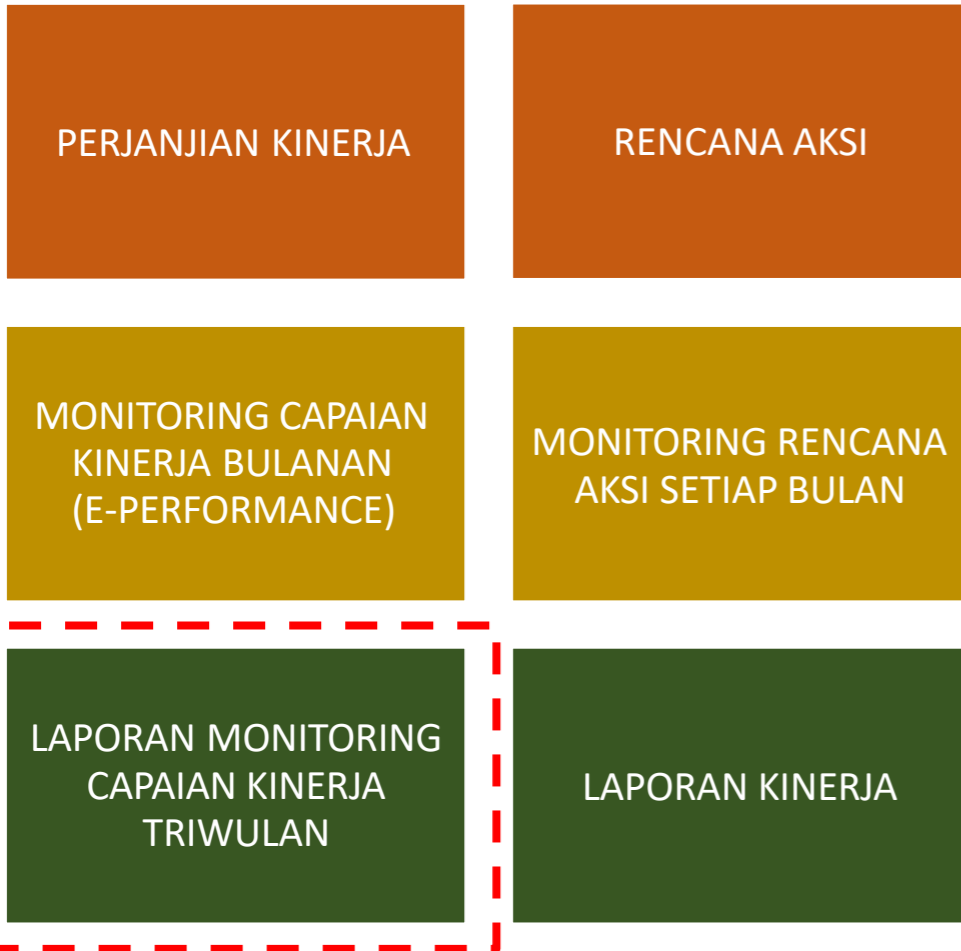 PERJANJIAN KINERJA
RENCANA AKSI
MONITORING CAPAIAN
KINERJA BULANAN
(E-PERFORMANCE)
MONITORING RENCANA
AKSI SETIAP BULAN
LAPORAN MONITORING
CAPAIAN KINERJA
TRIWULAN
LAPORAN KINERJA